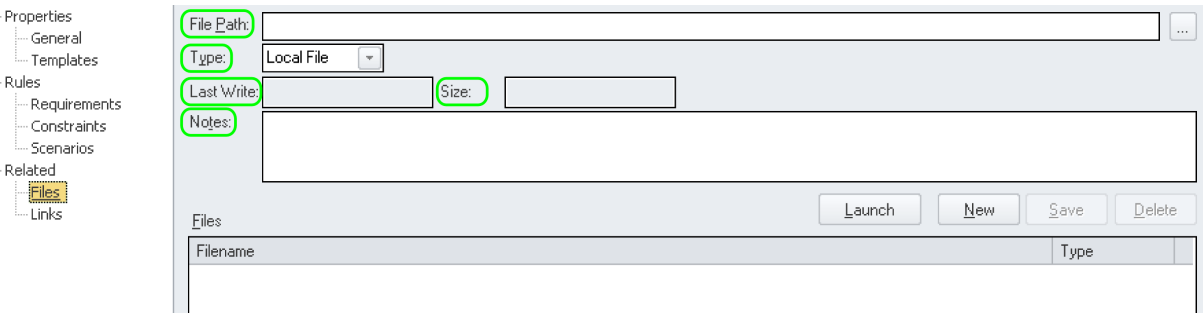 Properties
General
Templates
Rules
Requirements
Constraints
Scenarios
Related
Files
Links
File Path: ...
Type: Local File
Last Write: Size:
Notes:
Launch New Save Delete
Files
Filename Type